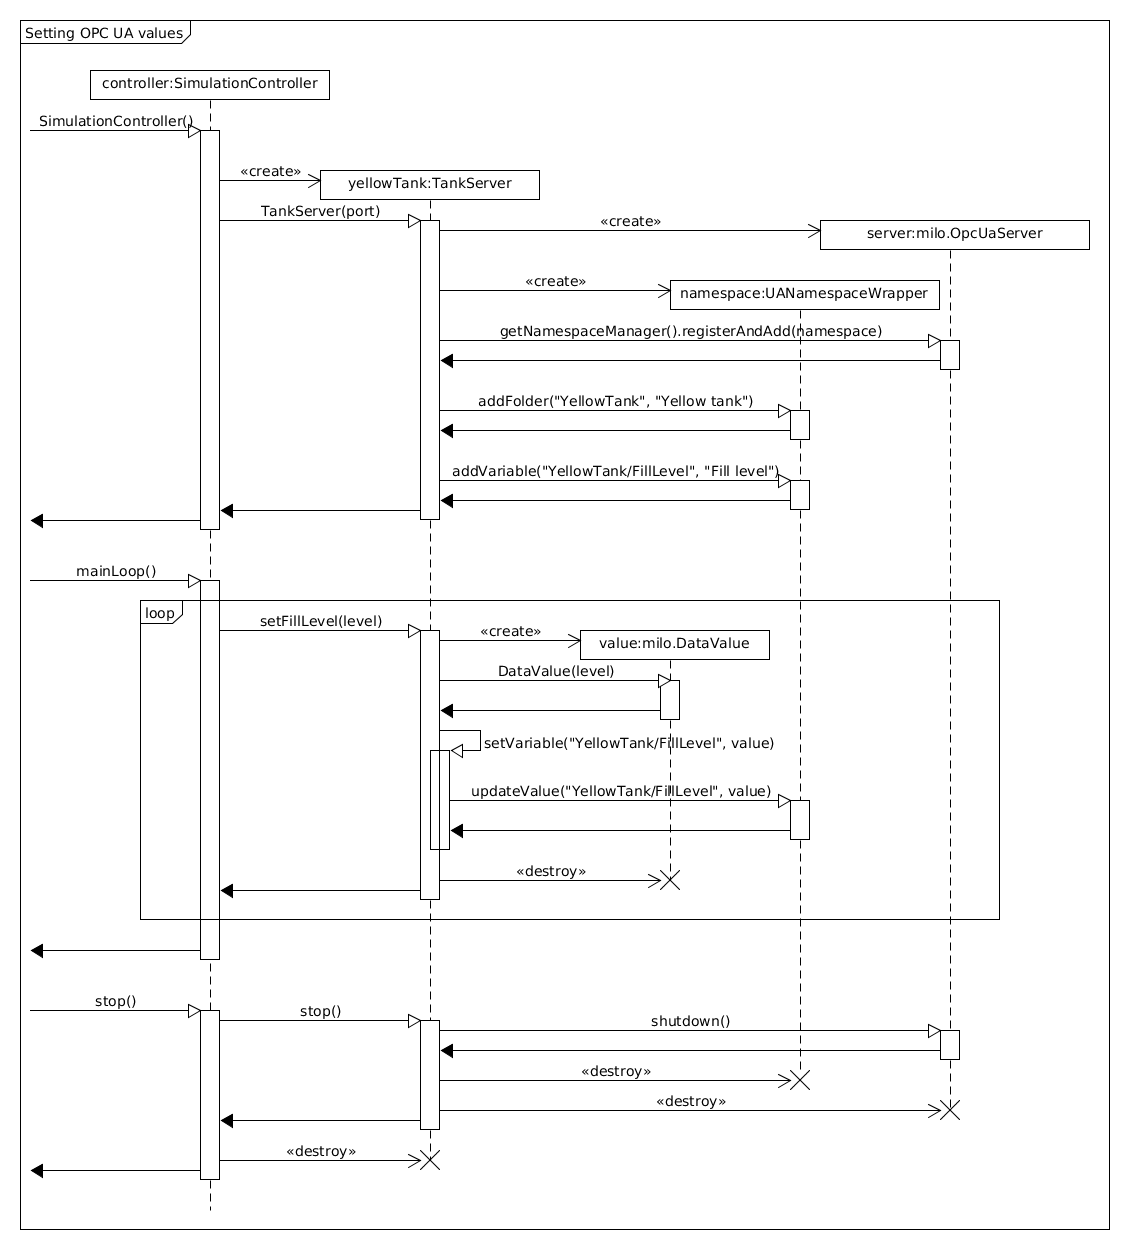 Setting OPC UA values
controller:SimulationController
SimulationController()
«create»
yellowTank:TankServer
TankServer(port)
«create»
server:milo.OpcUaServer
«create»
namespace:UANamespaceWrapper
getNamespaceManager().registerAndAdd(namespace)
addFolder("YellowTank", "Yellow tank")
addVariable("YellowTank/FillLevel", "Fill level")
mainLoop()
loop
setFillLevel(level)
«create»
value:milo.DataValue
DataValue(level)
setVariable("YellowTank/FillLevel", value)
updateValue("YellowTank/FillLevel", value)
«destroy»
stop()
stop()
shutdown()
«destroy»
«destroy»
«destroy»